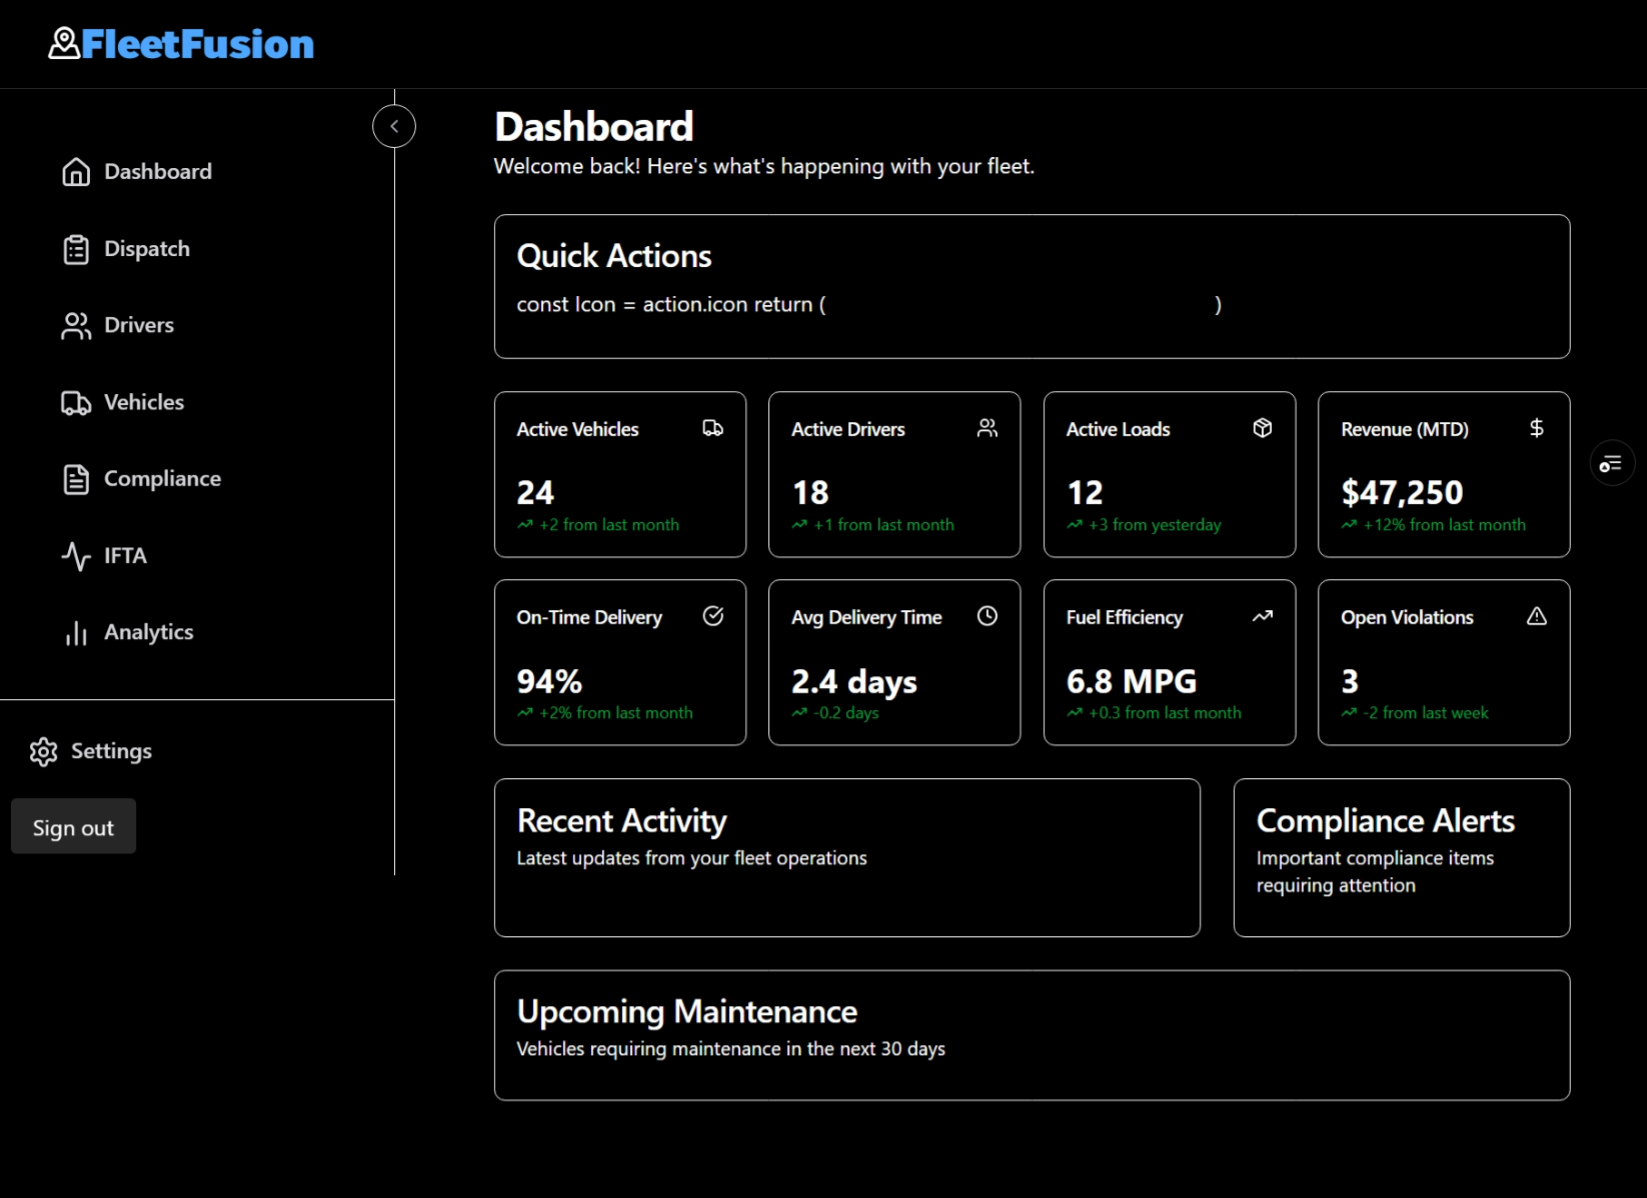 FleetFusion
Dashboard
Dispatch
Drivers
Vehicles
Compliance
IFTA
Analytics
Settings
Sign out
Dashboard
Welcome back! Here's what's happening with your fleet.
Quick Actions
const Icon = action.icon return ( )
Active Vehicles
24
+2 from last month
Active Drivers
18
+1 from last month
Active Loads
12
+3 from yesterday
Revenue (MTD)
$47,250
+12% from last month
On-Time Delivery
94%
+2% from last month
Avg Delivery Time
2.4 days
-0.2 days
Fuel Efficiency
6.8 MPG
+0.3 from last month
Open Violations
3
-2 from last week
Recent Activity
Latest updates from your fleet operations
Compliance Alerts
Important compliance items
requiring attention
Upcoming Maintenance
Vehicles requiring maintenance in the next 30 days